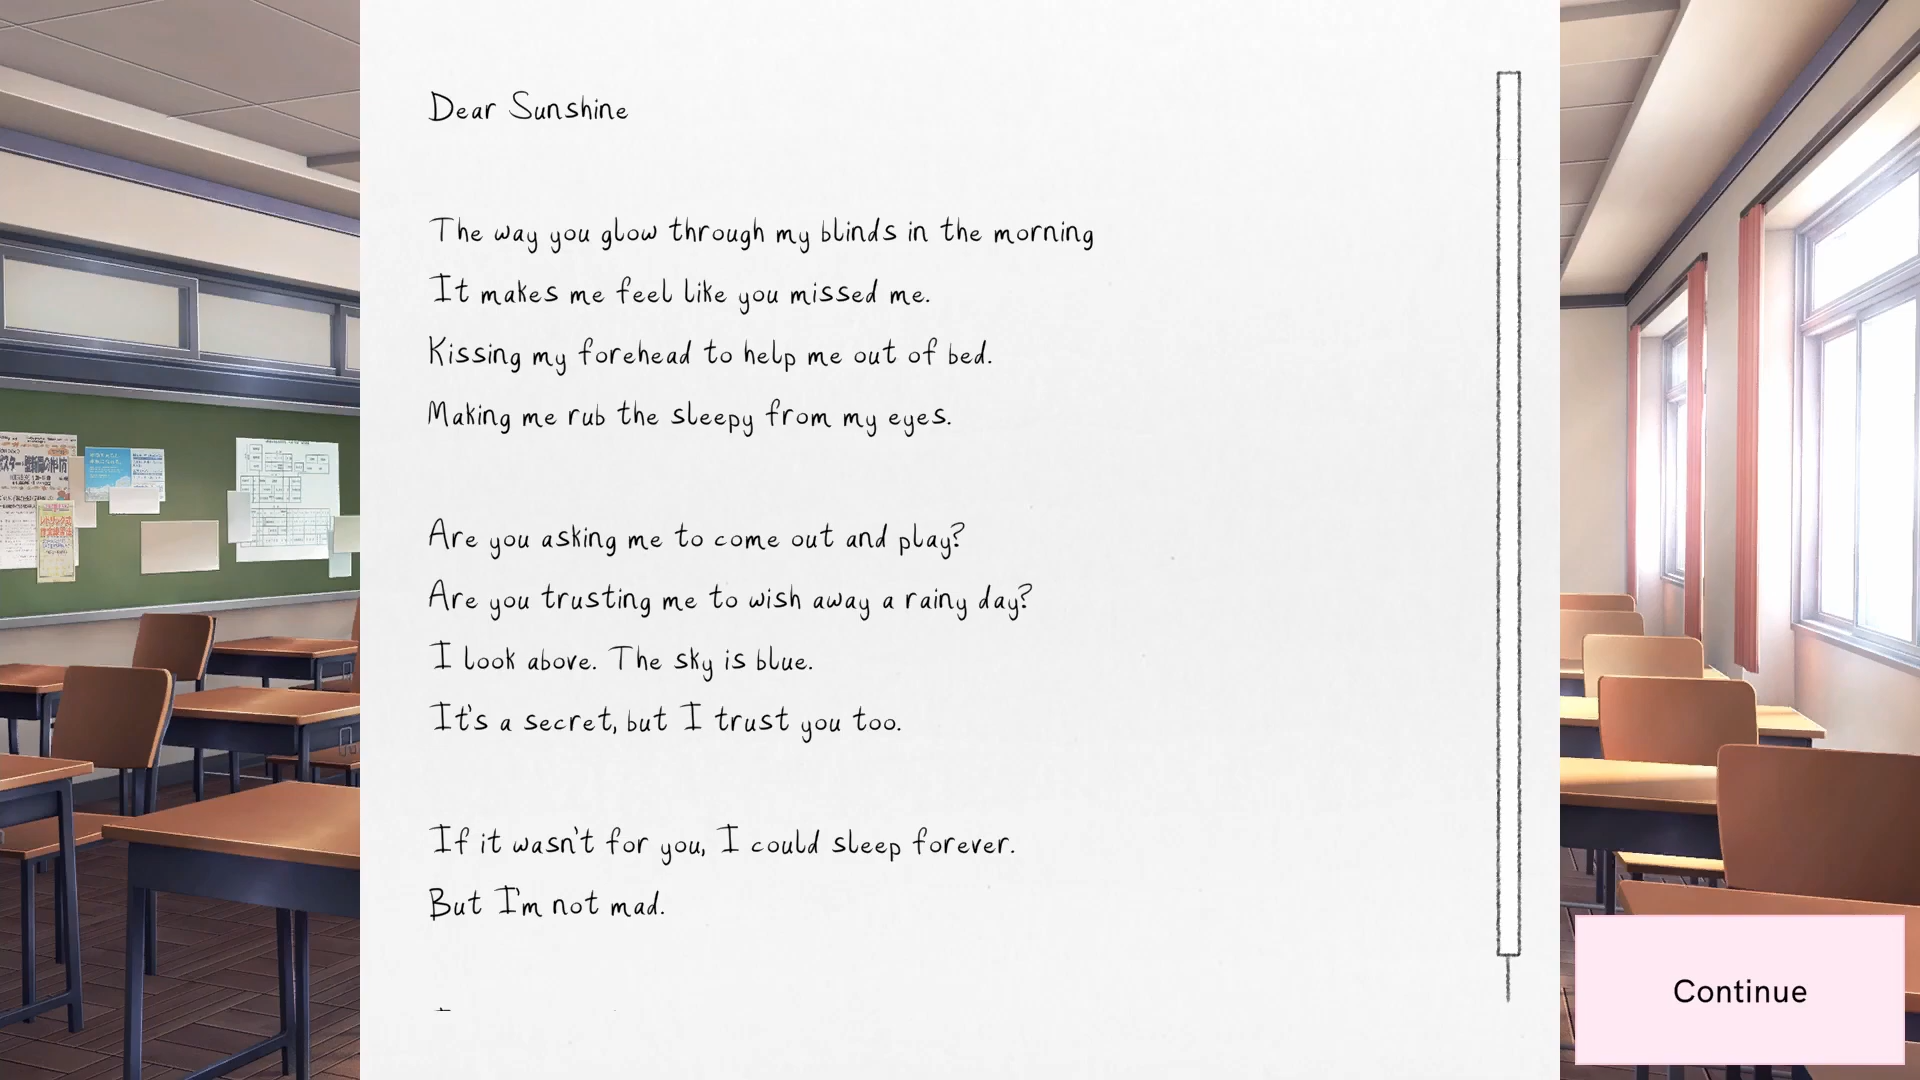 Dear Sunshine
The way you glow through my blinds in the morning
It makes me feel like you missed me.
Kissing my forehead to help me out of bed.
Making me rub the sleepy from my eyes.
Are you asking me to come out and play?
Are you trusting me to wish away a rainy day?
I look above. The sky is blue.
It's a secret, but I trust you too.
If it wasn't for you, I could sleep forever.
But I'm not mad.
Continue